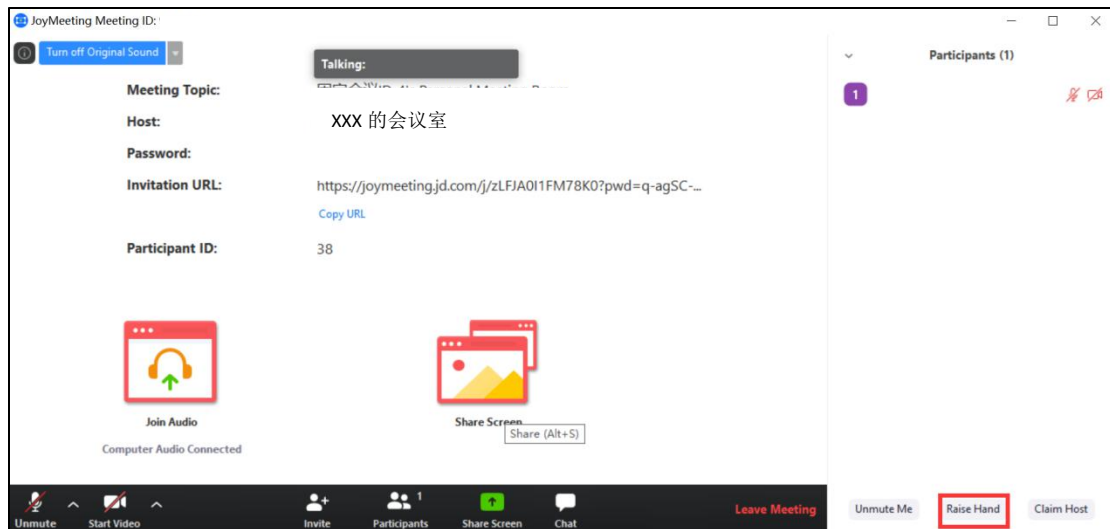 JoyMeeting Meeting ID:
Turn off Original Sound
Talking:
Meeting Topic:
Host:
XXX 的会议室
Password:
Invitation URL:
https://joymeeting.jd.com/j/zLFJA0I1FM78K0?pwd=q-agSC-...
Copy URL
Participant ID:
38
Join Audio
Computer Audio Connected
Share Screen
Share (Alt+S)
Unmute
Start Video
Invite
1
Participants
Share Screen
Chat
Leave Meeting
Participants (1)
1
Unmute Me
Raise Hand
Claim Host